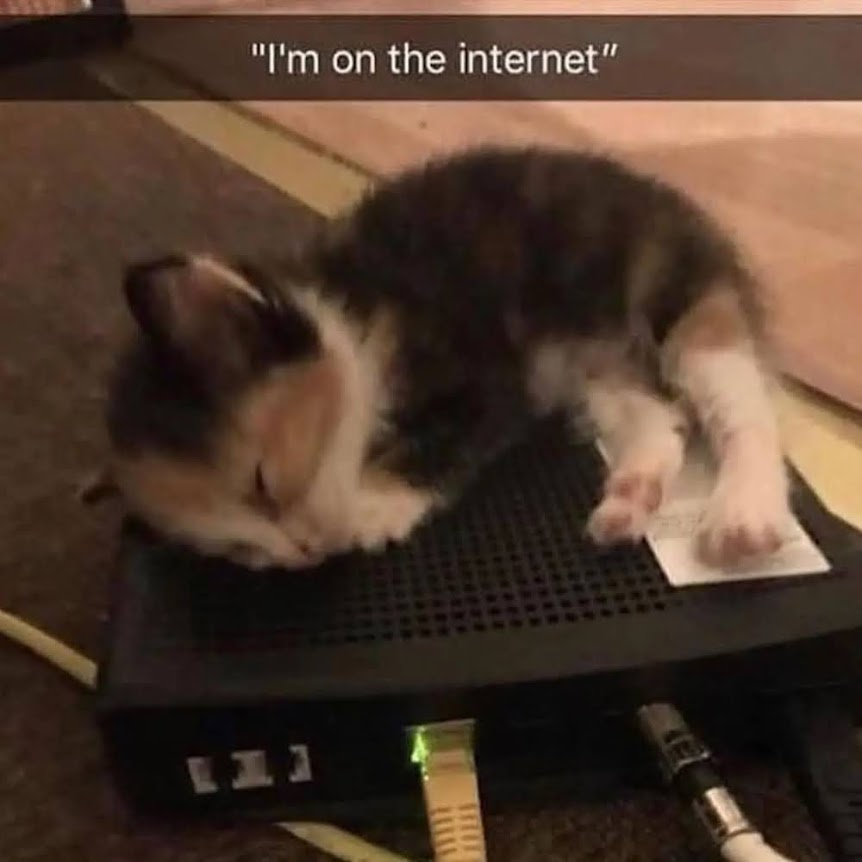 "I'm on the internet”